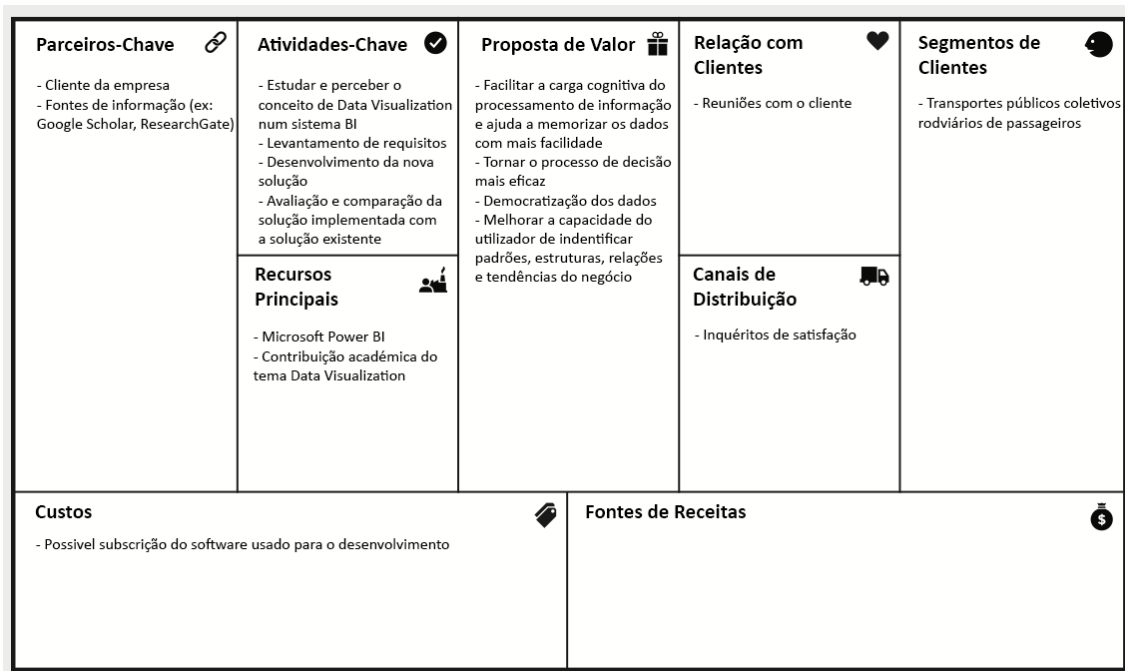 Parceiros-Chave
- Cliente da empresa
- Fontes de informação (ex:
Google Scholar, ResearchGate)
Atividades-Chave
- Estudar e perceber o
conceito de Data Visualization
num sistema BI
- Levantamento de requisitos
- Desenvolvimento da nova
solução
- Avaliação e comparação da
solução implementada com
a solução existente
Recursos
Principais
- Microsoft Power BI
- Contribuição académica do
tema Data Visualization
Proposta de Valor
- Facilitar a carga cognitiva do
processamento de informação
e ajuda a memorizar os dados
com mais facilidade
- Tornar o processo de decisão
mais eficaz
- Democratização dos dados
- Melhorar a capacidade do
utilizador de indentificar
padrões, estruturas, relações
e tendências do negócio
Relação com
Clientes
- Reuniões com o cliente
Canais de
Distribuição
- Inquéritos de satisfação
Segmentos de
Clientes
- Transportes públicos coletivos
rodviários de passageiros
Custos
- Possivel subscrição do software usado para o desenvolvimento
Fontes de Receitas
$